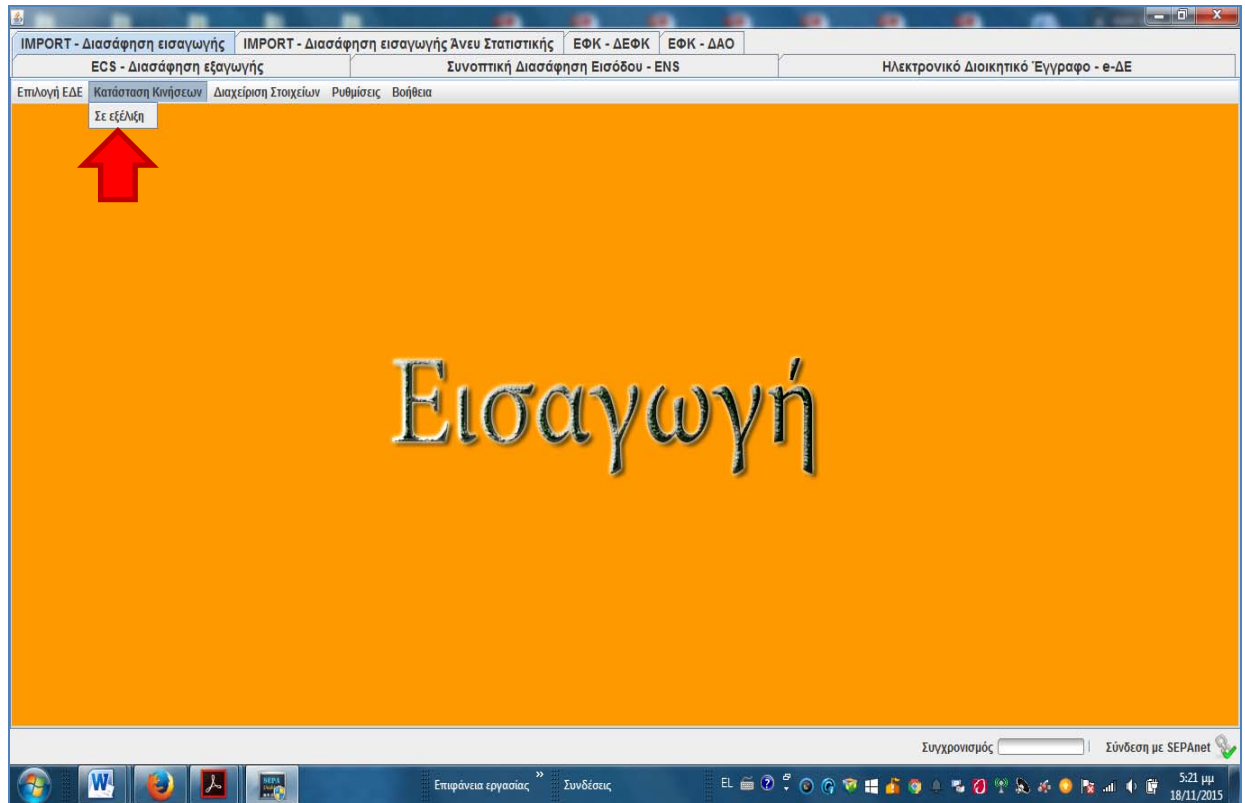 IMPORT - Διασάφηση εισαγωγής IMPORT - Διασάφηση εισαγωγής Άνευ Στατιστικής ΕΦΚ - ΔΕΦΚ ΕΦΚ - ΔΑΟ
ECS - Διασάφηση εξαγωγής Συνοπτική Διασάφηση Εισόδου - ENS Ηλεκτρονικό Διοικητικό Έγγραφο - e-ΔΕ
Επιλογή ΕΔΕ Κατάσταση Κινήσεων Διαχείριση Στοιχείων Ρυθμίσεις Βοήθεια
Σε εξέλιξη
Εισαγωγή
Συγχρονισμός Σύνδεση με SEPAnet
Επιφάνεια εργασίας Συνδέσεις EL 5:21 μμ
18/11/2015